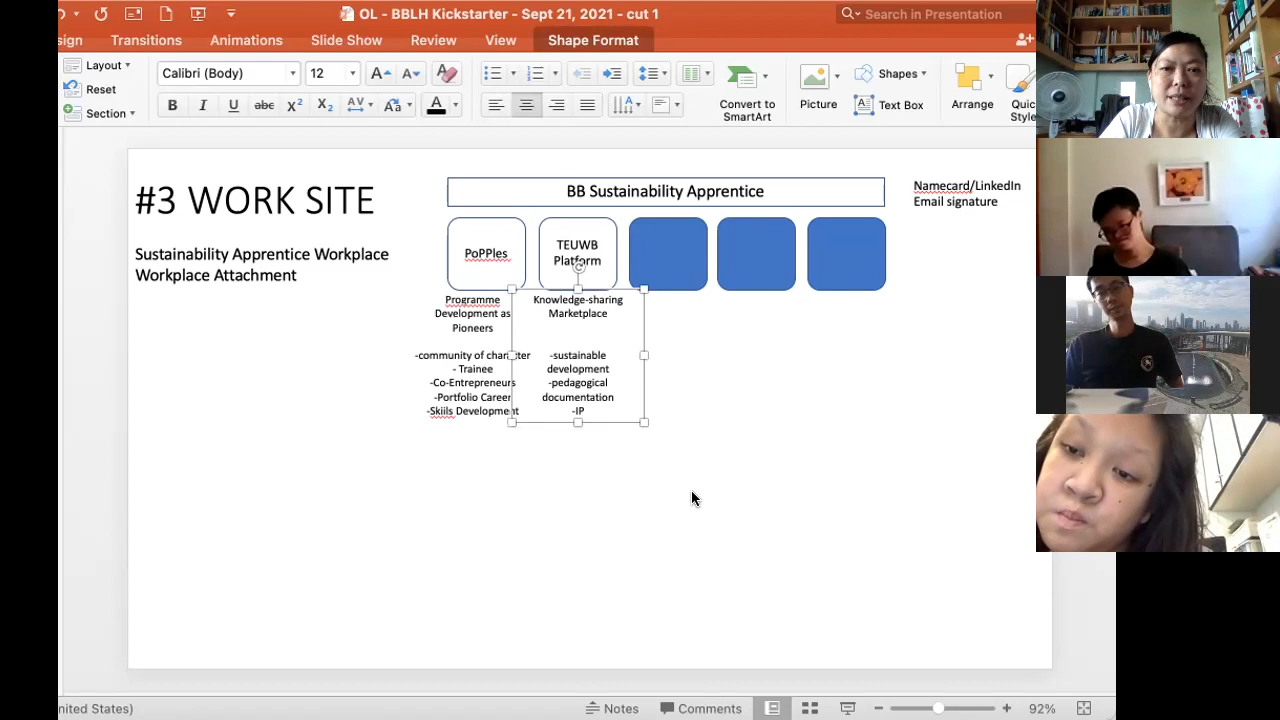 OL - BBLH Kickstarter - Sept 21, 2021 - cut 1
Search in Presentation
sign
Transitions
Animations
Slide Show
Review
View
Shape Format
Layout
Reset
Section
Calibri (Body)
12
Convert to
SmartArt
Picture
Shapes
Text Box
Arrange
Quic
Style
#3 WORK SITE
Sustainability Apprentice Workplace
Workplace Attachment
BB Sustainability Apprentice
Namecard/LinkedIn
Email signature
PoPPles
TEUWB
Platform
Programme
Development as
Pioneers
-community of character
- Trainee
-Co-Entrepreneurs
-Portfolio Career
-Skiils Development
Knowledge-sharing
Marketplace
-sustainable
development
-pedagogical
documentation
-IP
nited States)
Notes
Comments
92%